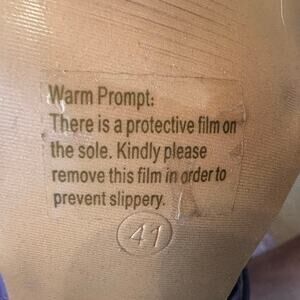 Warm Prompt:
There is a protective film on
the sole. Kindly please
remove this film in order to
prevent slippery.
41